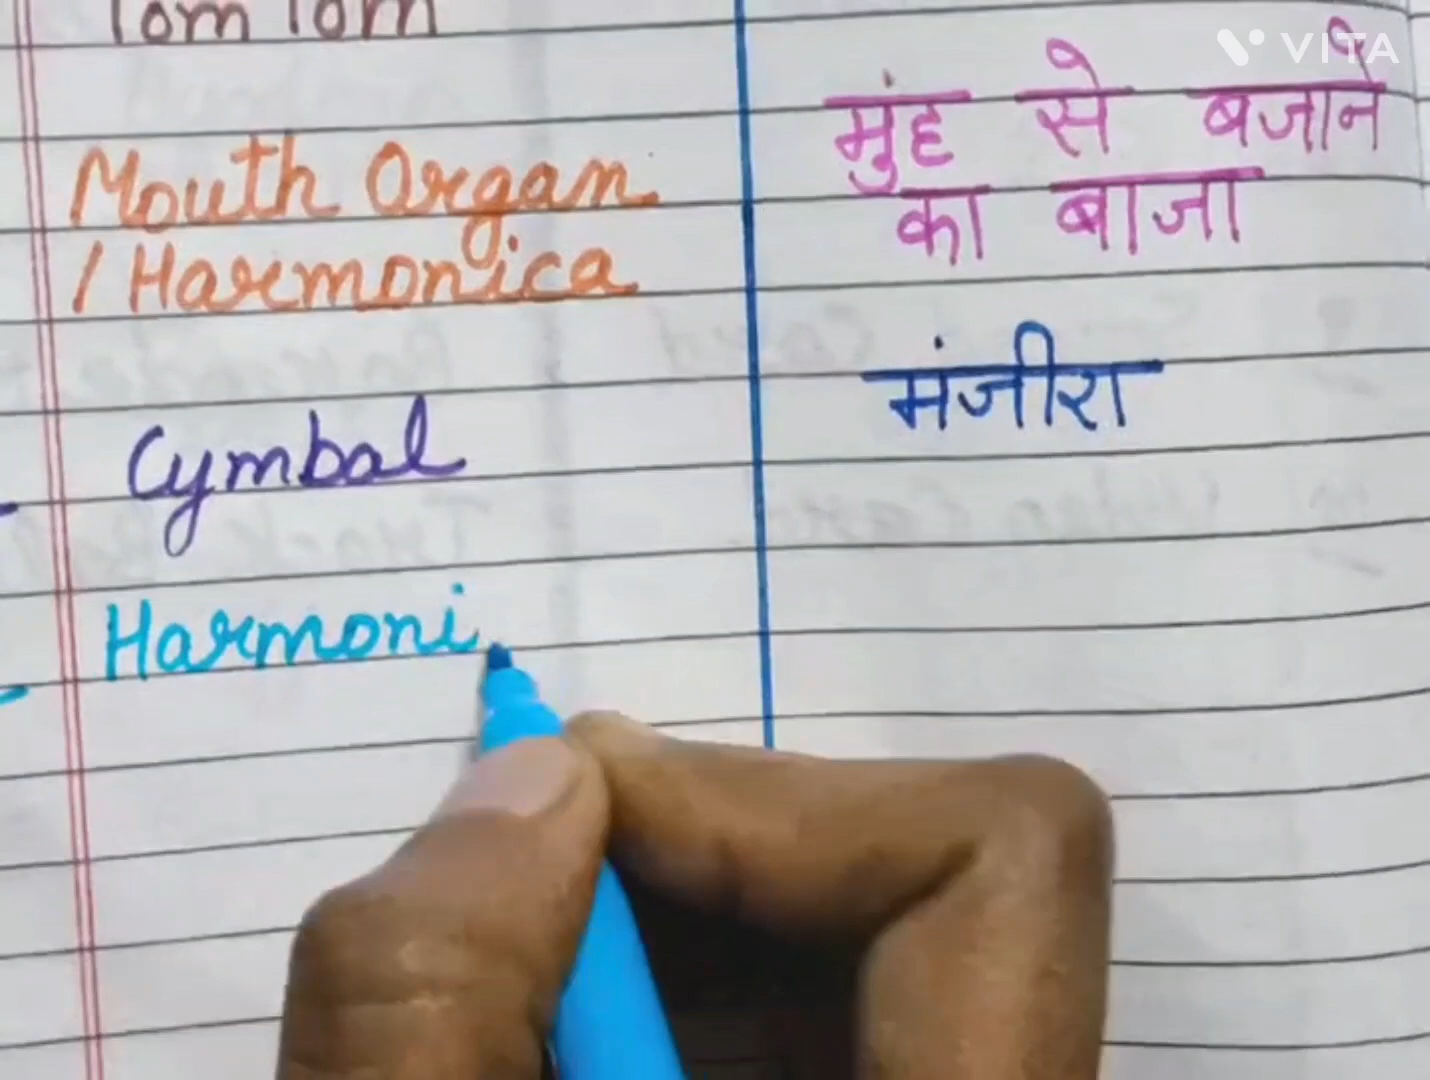 Tom Tom
VITA
Mouth Organ
/Harmonica
मुंह से बजाने
का बाजा
Cymbal
मंजीरा
Harmoni